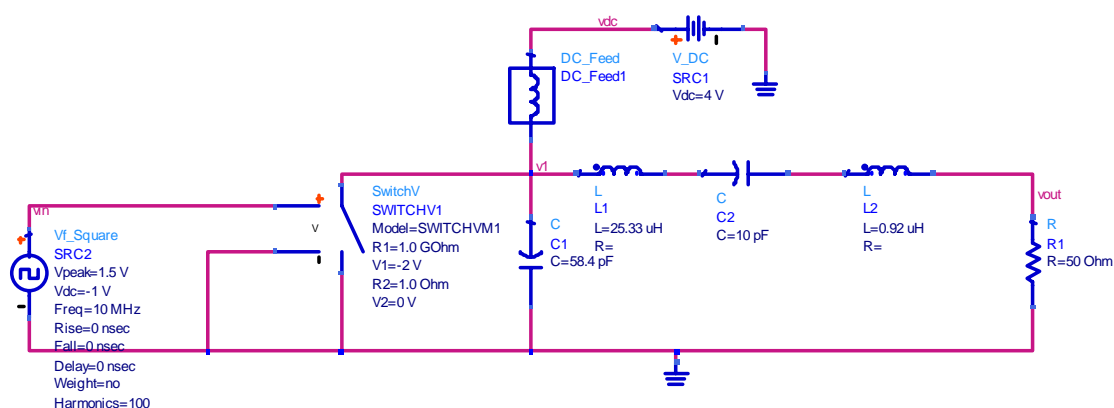 vdc
DC_Feed
DC_Feed1
V_DC
SRC1
Vdc=4 V
vin
Vf_Square
SRC2
Vpeak=1.5 V
Vdc=-1 V
Freq=10 MHz
Rise=0 nsec
Fall=0 nsec
Delay=0 nsec
Weight=no
Harmonics=100
V
SwitchV
SWITCHV1
Model=SWITCHVM1
R1=1.0 GOhm
V1=-2 V
R2=1.0 Ohm
V2=0 V
v1
C
C1
C=58.4 pF
L
L1
L=25.33 uH
R=
C
C2
C=10 pF
L
L2
L=0.92 uH
R=
vout
R
R1
R=50 Ohm